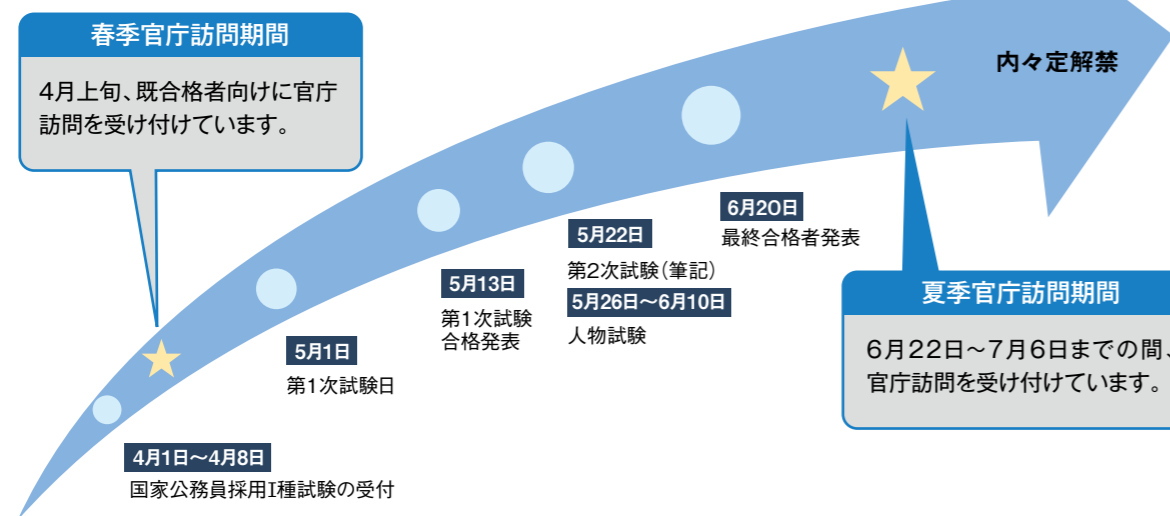 春季官庁訪問期間
4月上旬、既合格者向けに官庁
訪問を受け付けています。
4月1日〜4月8日
国家公務員採用Ⅰ種試験の受付
5月1日
第1次試験日
5月13日
第1次試験
合格発表
5月22日
第2次試験(筆記)
5月26日〜6月10日
人物試験
6月20日
最終合格者発表
内々定解禁
夏季官庁訪問期間
6月22日〜7月6日までの間、
官庁訪問を受け付けています。